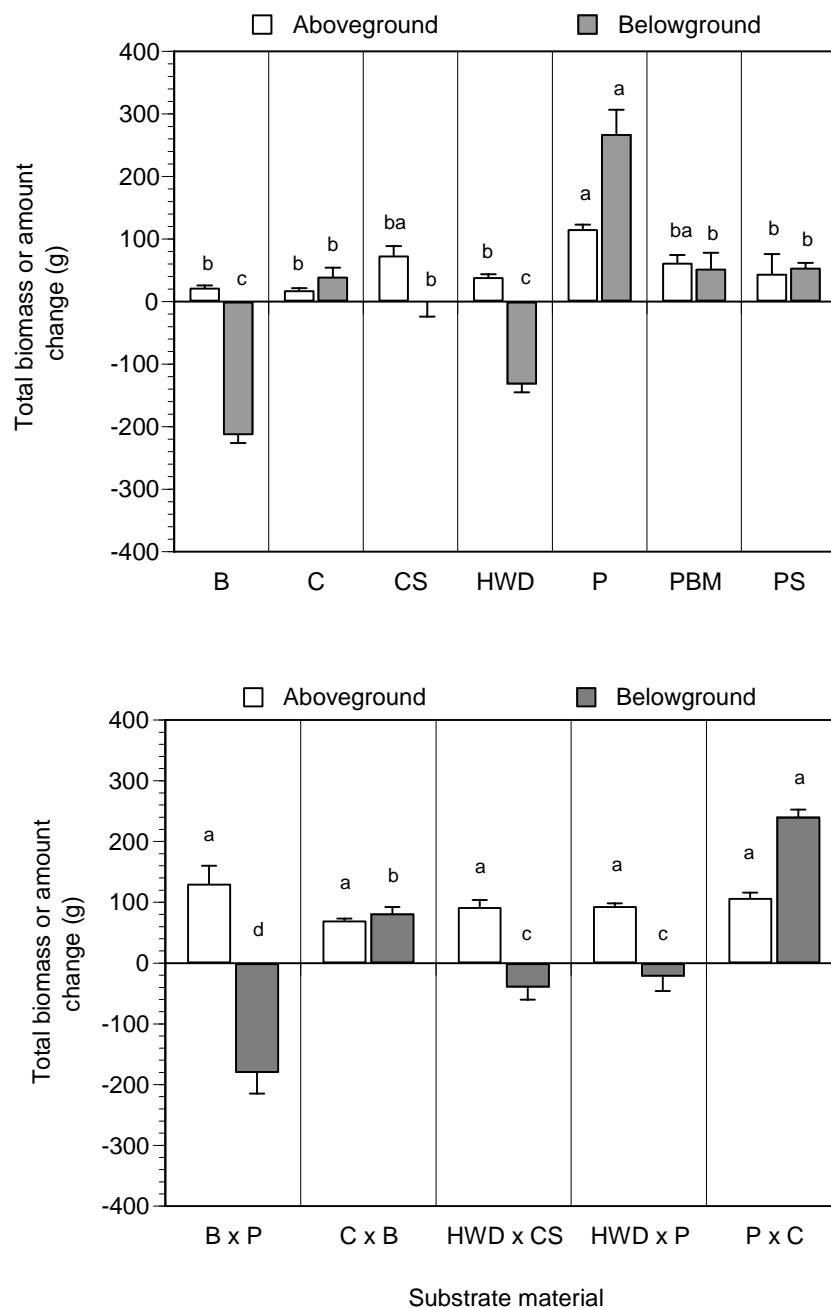 Aboveground Belowground
400
300
200
100
0
-100
-200
-300
-400
Total biomass or amount
change (g)
b c b b ba b b c a a ba b b b
B C CS HWD P PBM PS
Aboveground Belowground
400
300
200
100
0
-100
-200
-300
-400
Total biomass or amount
change (g)
a d a b a c a c a a
B x P C x B HWD x CS HWD x P P x C
Substrate material